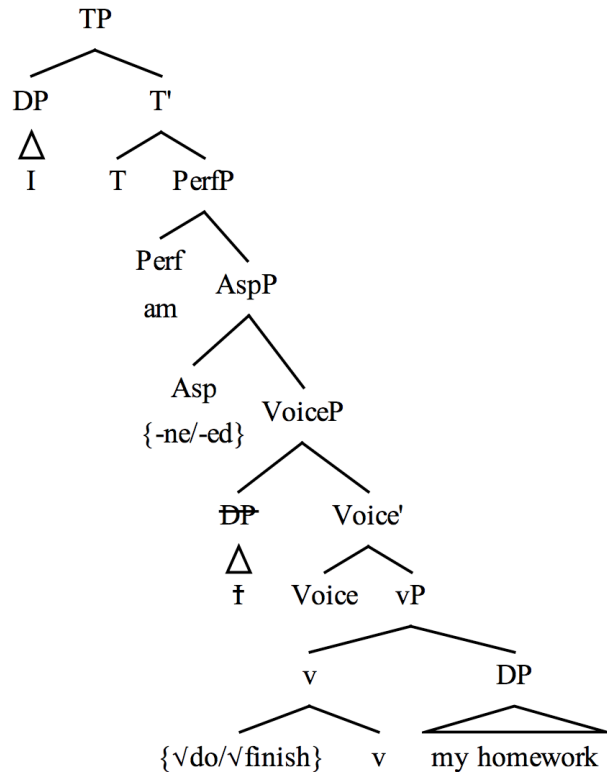 TP
DP T'
I T PerfP
Perf
am
AspP
Asp
{-ne/-ed}
VoiceP
DP Voice'
I Voice vP
v DP
{√do/√finish} v my homework